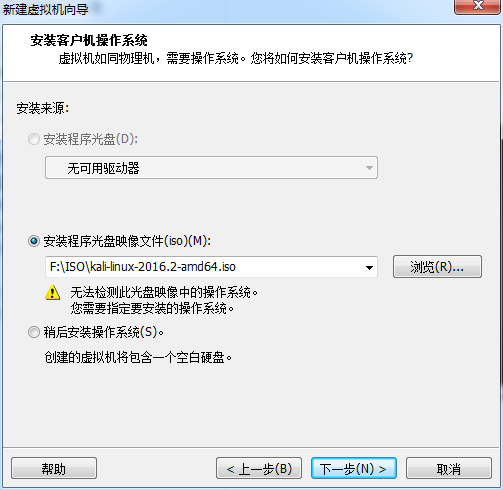 新建虚拟机向导
安装客户机操作系统
虚拟机如同物理机，需要操作系统。您将如何安装客户机操作系统?
安装来源:
安装程序光盘(D):
无可用驱动器
安装程序光盘映像文件(iso)(M):
F:\ISO\kali-linux-2016.2-amd64.iso
浏览(R)...
无法检测此光盘映像中的操作系统。
您需要指定要安装的操作系统。
稍后安装操作系统(S)。
创建的虚拟机将包含一个空白硬盘。
帮助
< 上一步(B)
下一步(N) >
取消